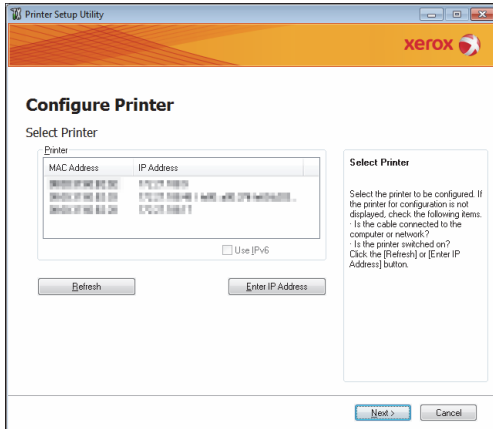 Printer Setup Utility
xerox
Configure Printer
Select Printer
Printer
MAC Address IP Address
Use IPv6
Refresh
Enter IP Address
Select Printer
Select the printer to be configured. If
the printer for configuration is not
displayed, check the following items.
· Is the cable connected to the
computer or network?
· Is the printer switched on?
Click the [Refresh] or [Enter IP
Address] button.
Next >
Cancel